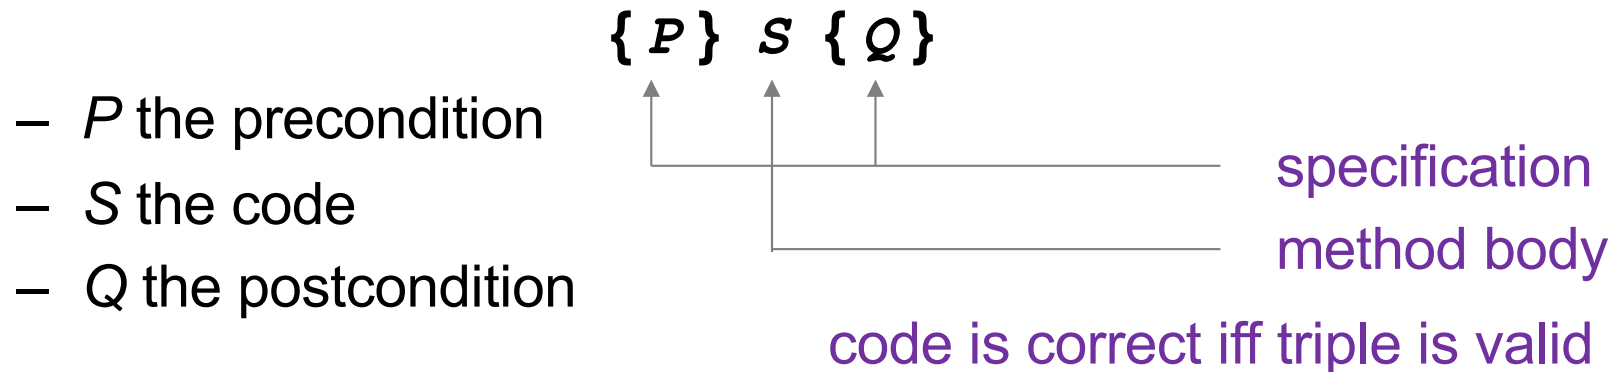 { P } S { Q }
– P the precondition
– S the code
– Q the postcondition
specification
method body
code is correct iff triple is valid